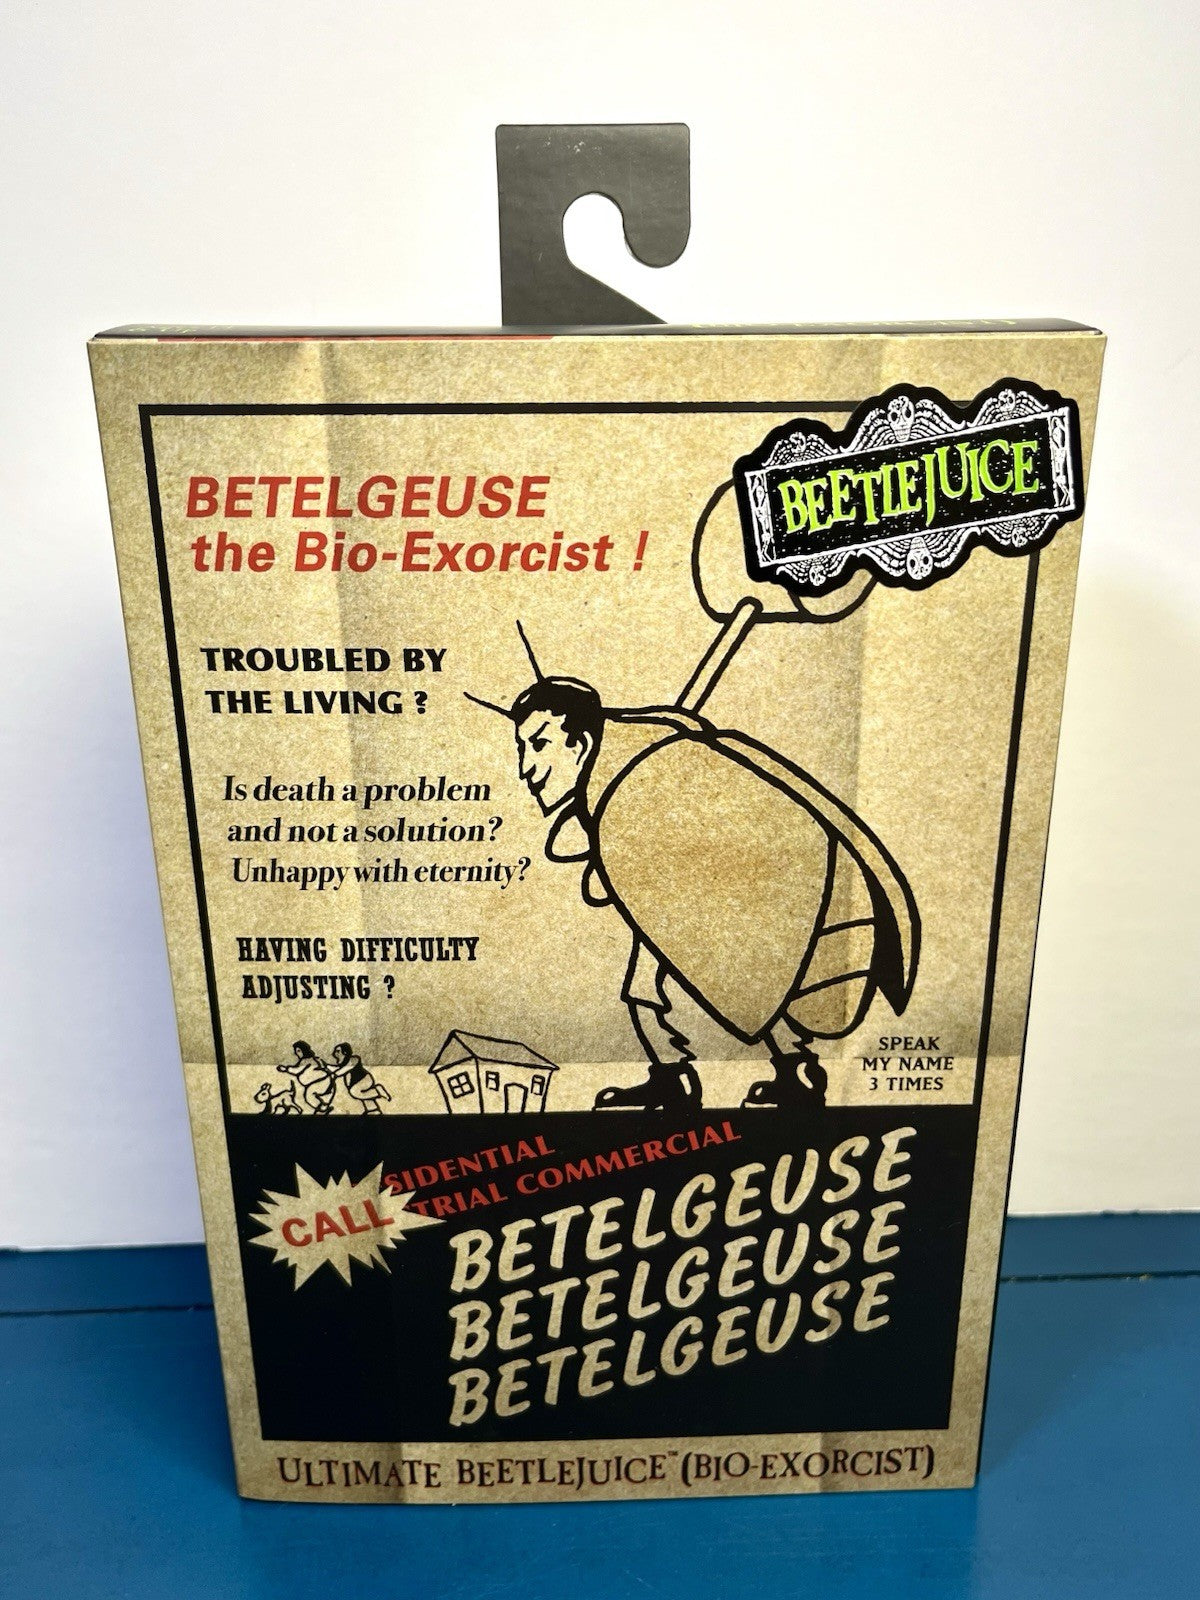 BEETLEJUICE
BETELGEUSE
the Bio-Exorcist !
TROUBLED BY
THE LIVING ?
Is death a problem
and not a solution?
Unhappy with eternity?
HAVING DIFFICULTY
ADJUSTING ?
SPEAK
MY NAME
3 TIMES
SIDENTIAL
TRIAL COMMERCIAL
CALL
BETELGEUSE
BETELGEUSE
BETELGEUSE
ULTIMATE BEETLEJUICE™ (BIO-EXORCIST)